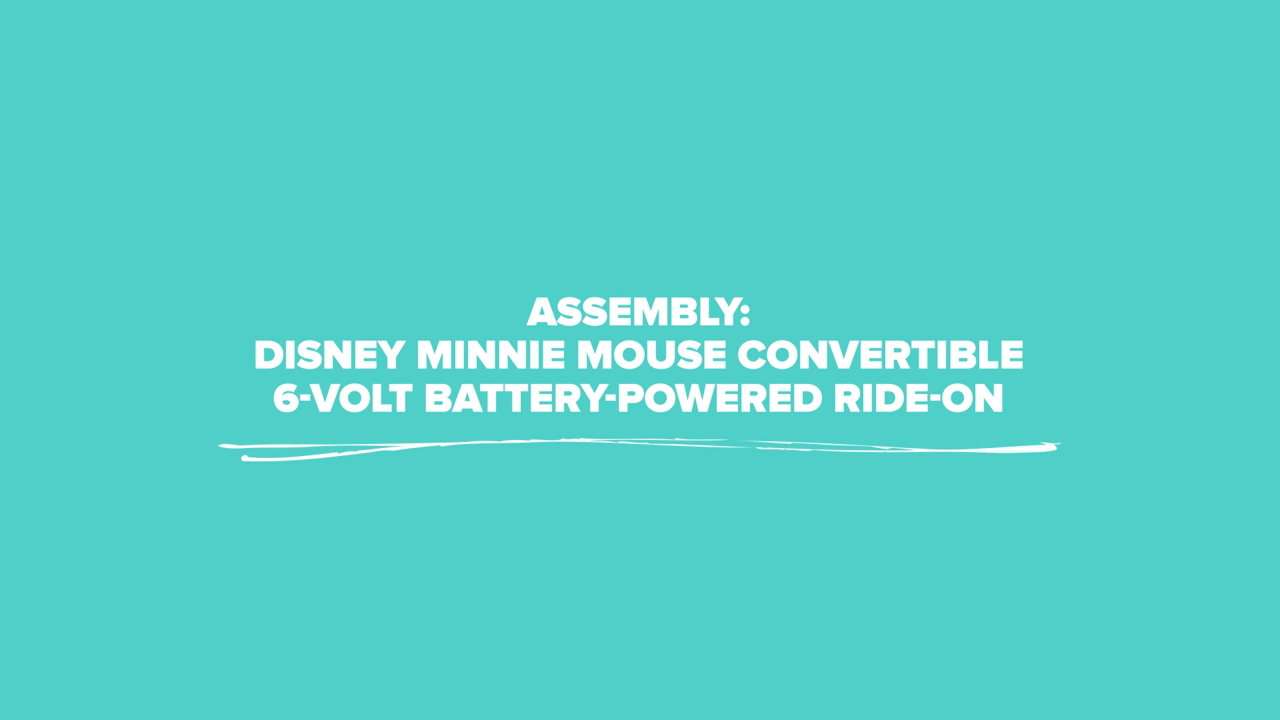 ASSEMBLY:
DISNEY MINNIE MOUSE CONVERTIBLE
6-VOLT BATTERY-POWERED RIDE-ON